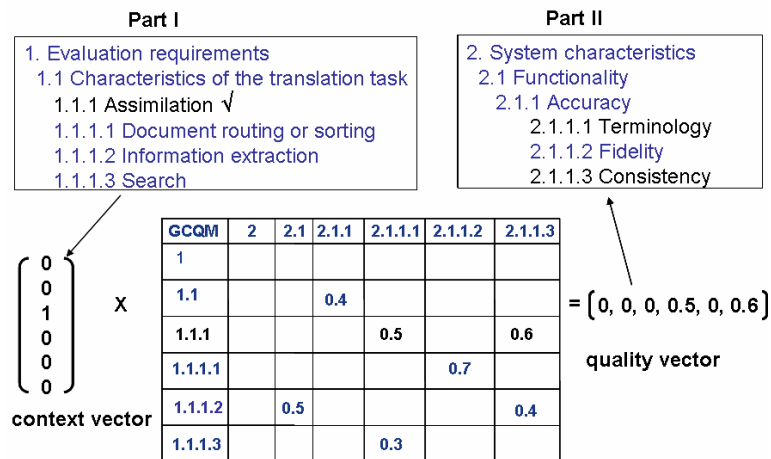 Part I
1. Evaluation requirements
1.1 Characteristics of the translation task
1.1.1 Assimilation √
1.1.1.1 Document routing or sorting
1.1.1.2 Information extraction
1.1.1.3 Search
Part II
2. System characteristics
2.1 Functionality
2.1.1 Accuracy
2.1.1.1 Terminology
2.1.1.2 Fidelity
2.1.1.3 Consistency
0
0
1
0
0
0
context vector
X
GCQM 2 2.1 2.1.1 2.1.1.1 2.1.1.2 2.1.1.3
1
1.1 0.4
1.1.1 0.5 0.6
1.1.1.1 0.7
1.1.1.2 0.5 0.4
1.1.1.3 0.3
= [0, 0, 0, 0.5, 0, 0.6]
quality vector